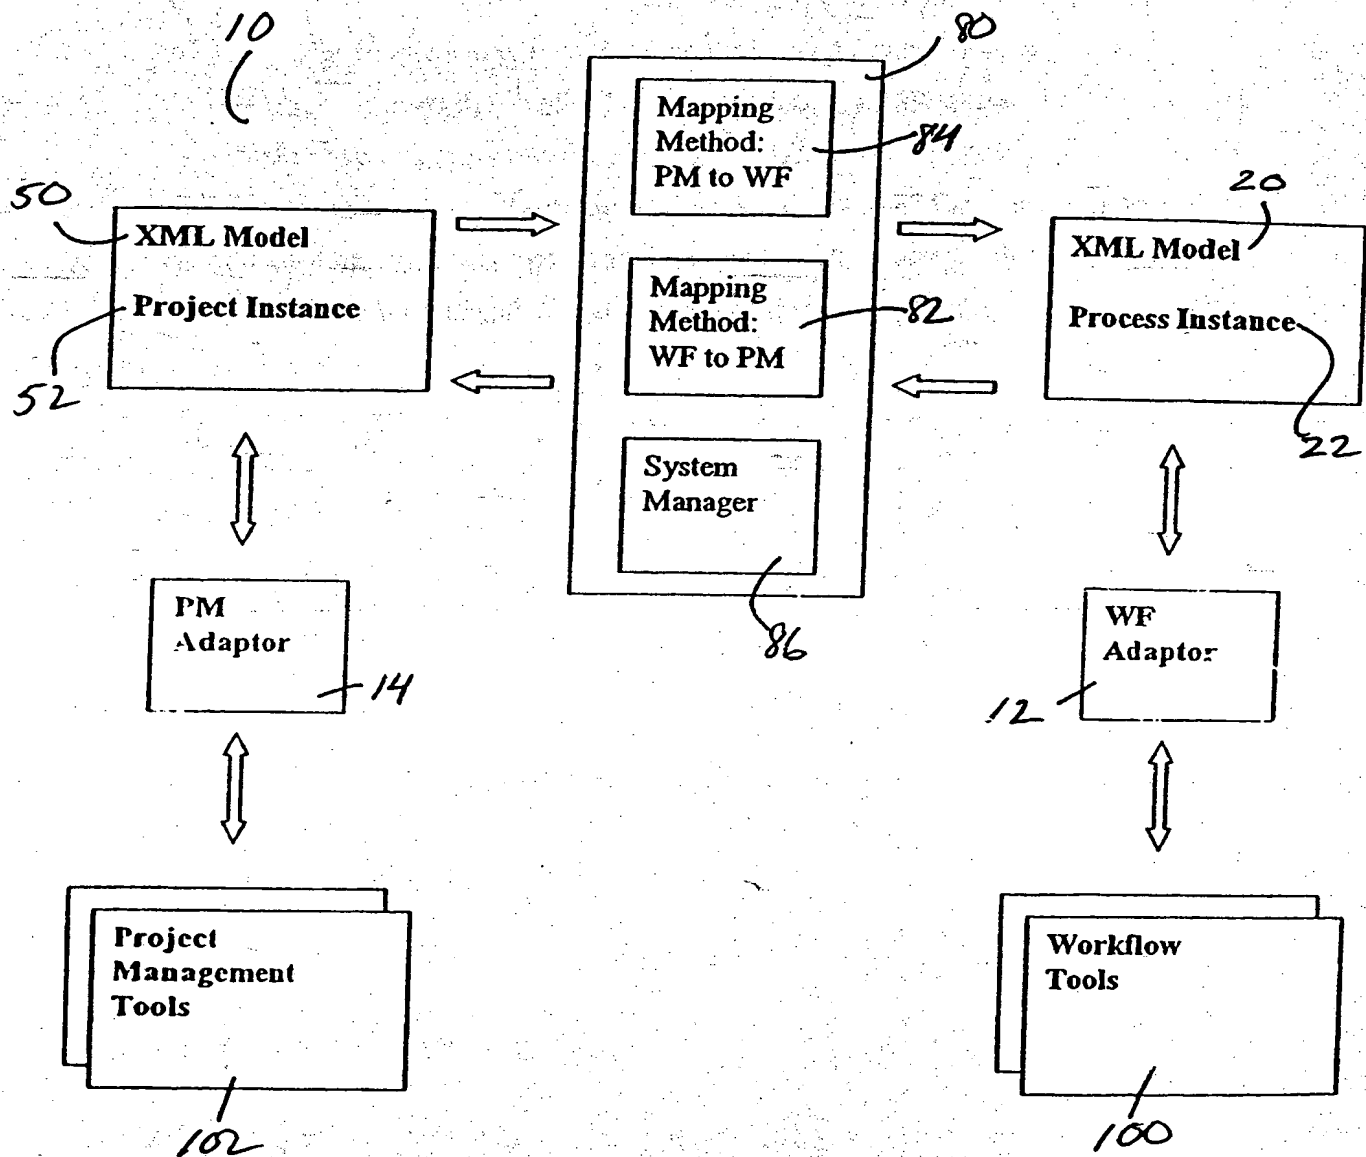 10
80
Mapping
Method:
PM to WF
84
50
XML Model
Project Instance
52
Mapping
Method:
WF to PM
82
20
XML Model
Process Instance
22
System
Manager
86
PM
Adaptor
14
WF
Adaptor
12
Project
Management
Tools
102
Workflow
Tools
100